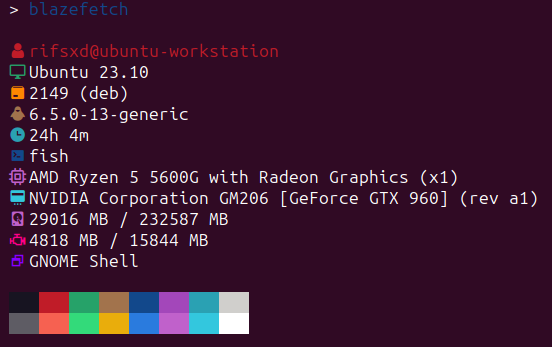 > blazefetch
rifsxd@ubuntu-workstation
Ubuntu 23.10
2149 (deb)
6.5.0-13-generic
24h 4m
fish
AMD Ryzen 5 5600G with Radeon Graphics (x1)
NVIDIA Corporation GM206 [GeForce GTX 960] (rev a1)
29016 MB / 232587 MB
4818 MB / 15844 MB
GNOME Shell